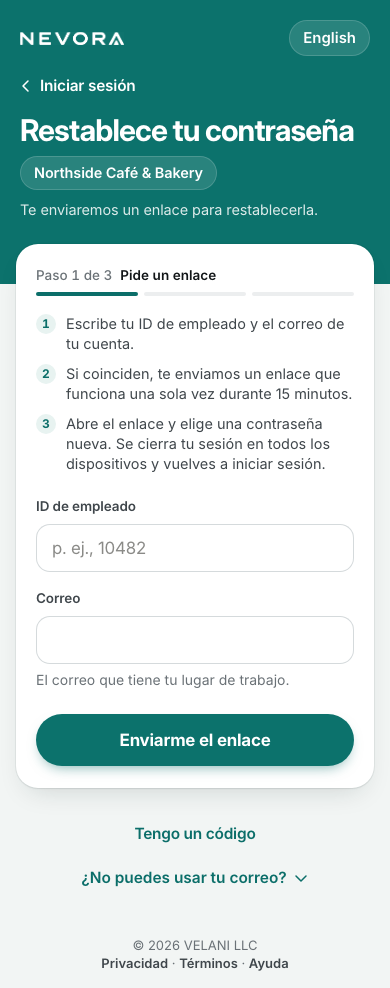 NEVORA
English
Iniciar sesión
Restablece tu contraseña
Northside Café & Bakery
Te enviaremos un enlace para restablecerla.
Paso 1 de 3 Pide un enlace
1 Escribe tu ID de empleado y el correo de
tu cuenta.
2 Si coinciden, te enviamos un enlace que
funciona una sola vez durante 15 minutos.
3 Abre el enlace y elige una contraseña
nueva. Se cierra tu sesión en todos los
dispositivos y vuelves a iniciar sesión.
ID de empleado
p. ej., 10482
Correo
El correo que tiene tu lugar de trabajo.
Enviarme el enlace
Tengo un código
¿No puedes usar tu correo?
© 2026 VELANI LLC
Privacidad · Términos · Ayuda